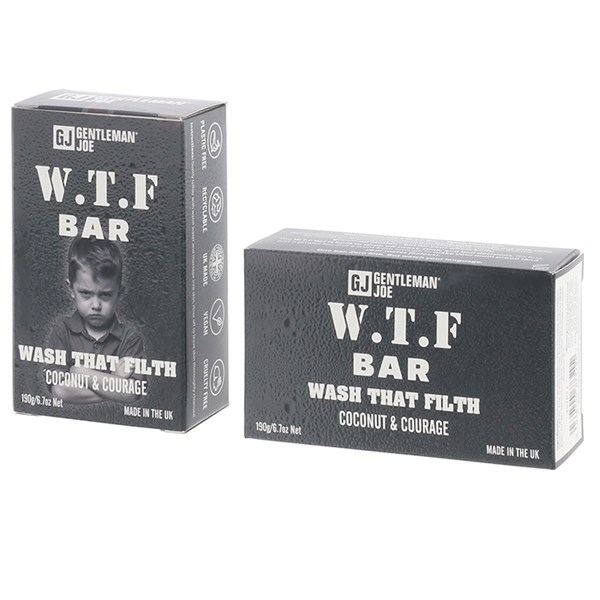 GJ GENTLEMAN®
JOE
W.T.F
BAR
WASH THAT FILTH
COCONUT & COURAGE
190g/6.7oz Net
MADE IN THE UK
PLASTIC FREE
RECYCLABLE
UK MADE
VEGAN
CRUELTY FREE
GJ GENTLEMAN®
JOE
W.T.F
BAR
WASH THAT FILTH
COCONUT & COURAGE
190g/6.7oz Net
MADE IN THE UK